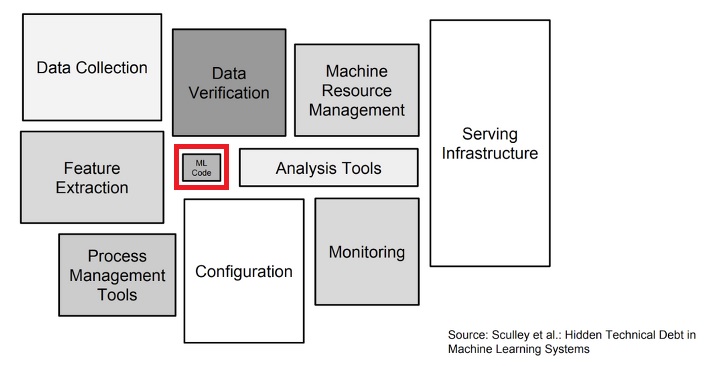 Data Collection
Data
Verification
Machine
Resource
Management
Serving
Infrastructure
Feature
Extraction
ML
Code
Analysis Tools
Process
Management
Tools
Configuration
Monitoring
Source: Sculley et al.: Hidden Technical Debt in
Machine Learning Systems